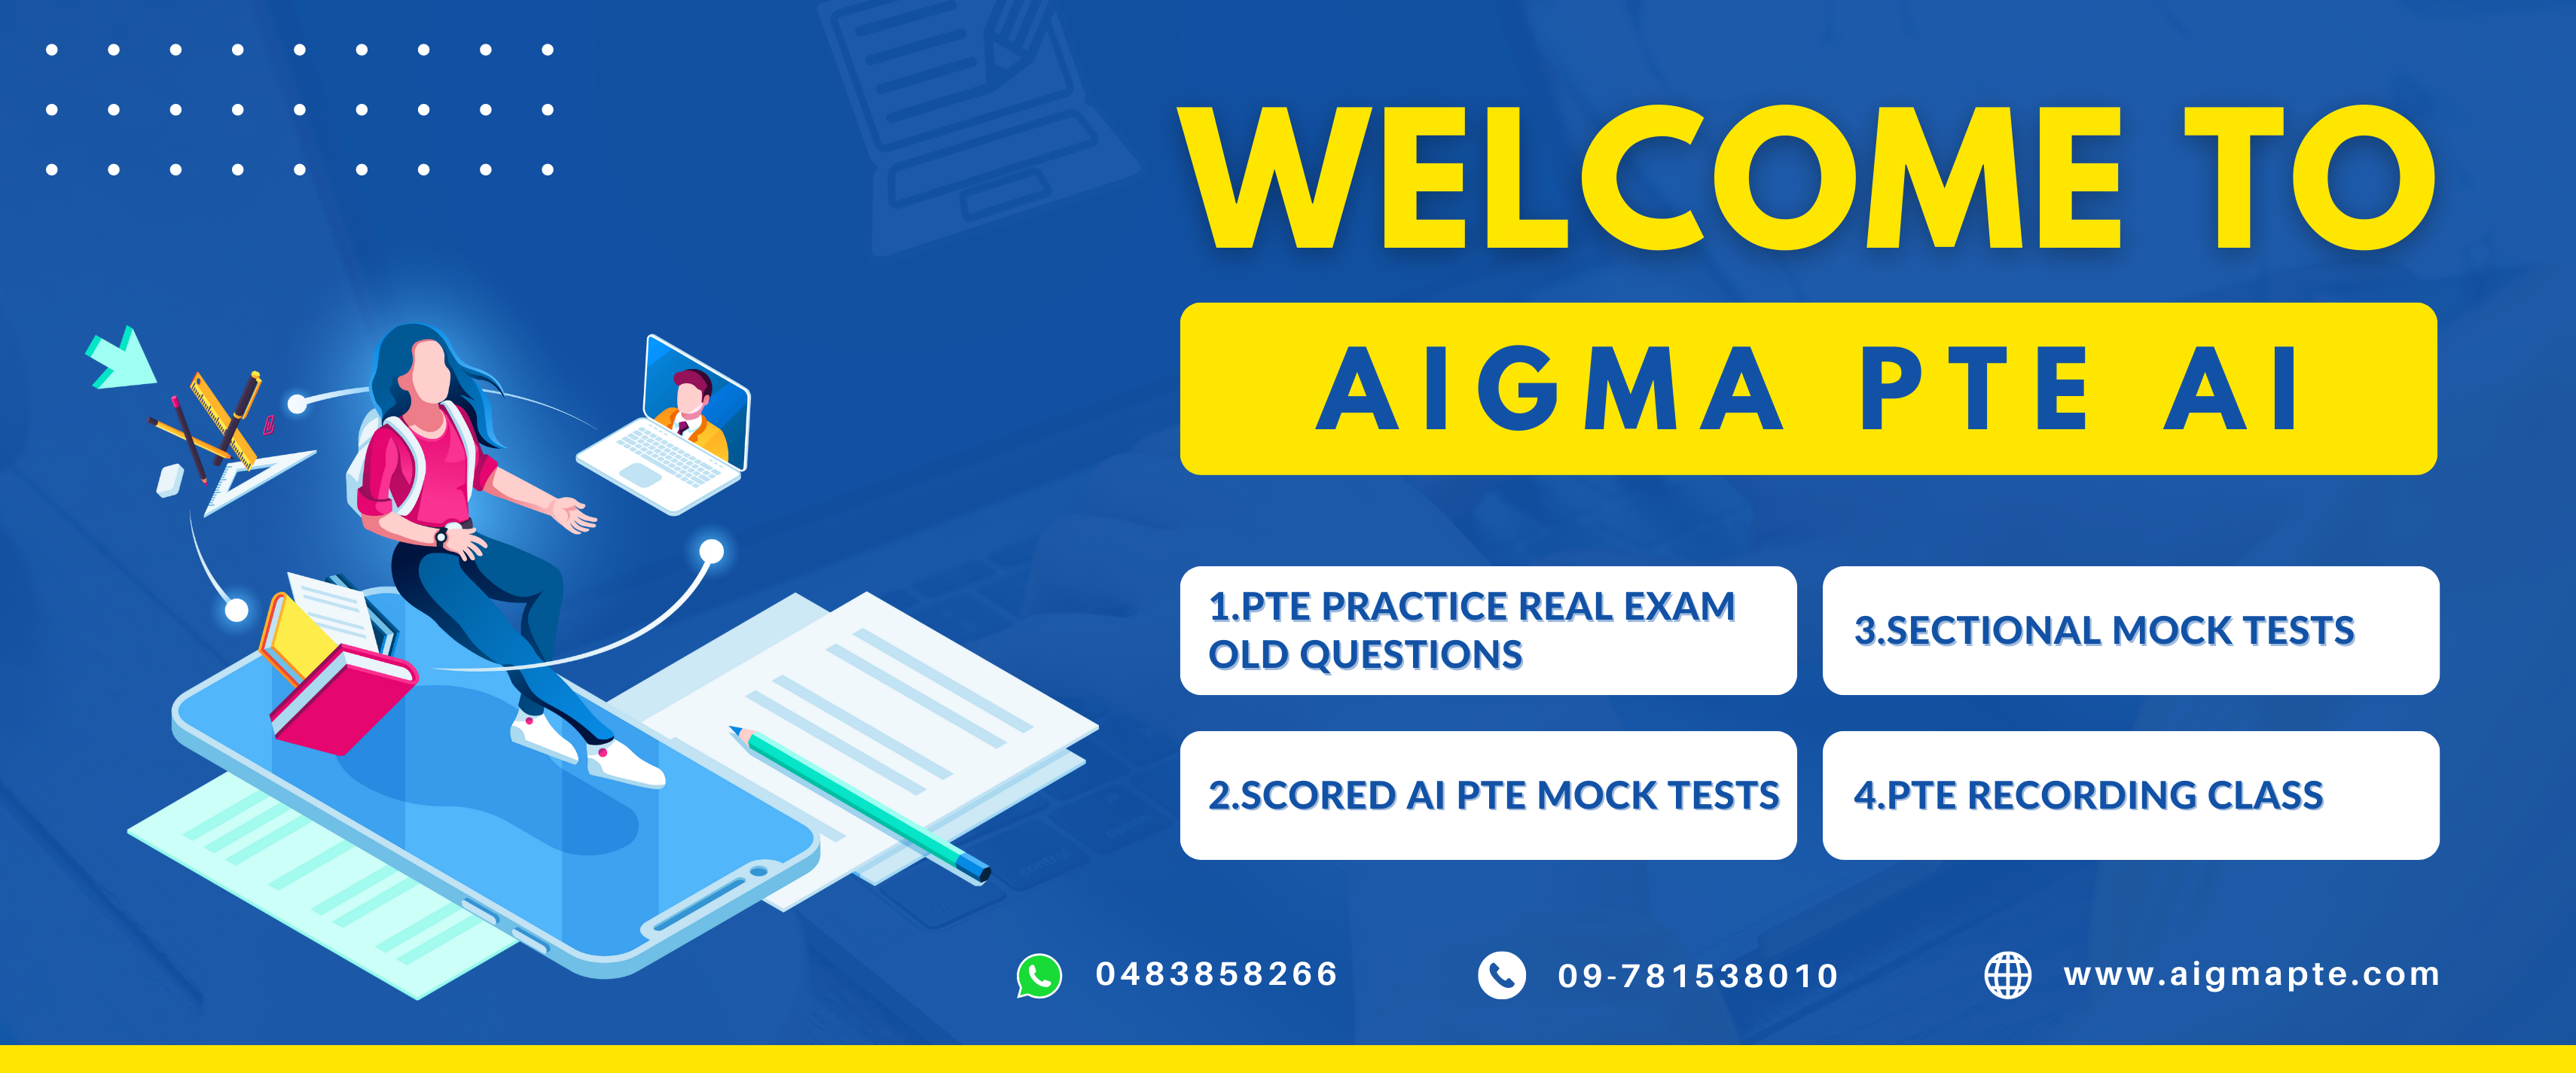 WELCOME TO
AIGMA PTE AI
1.PTE PRACTICE REAL EXAM
OLD QUESTIONS
2.SCORED AI PTE MOCK TESTS
3.SECTIONAL MOCK TESTS
4.PTE RECORDING CLASS
0483858266
09-781538010
www.aigmapte.com